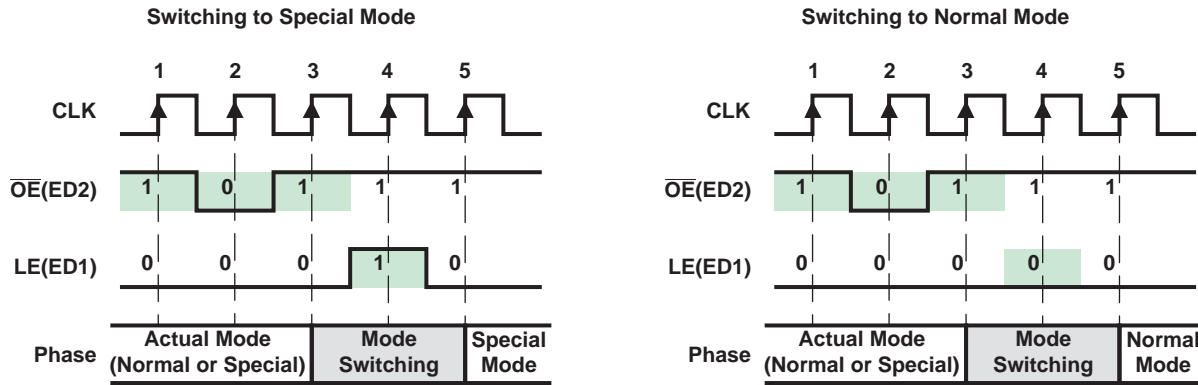 Switching to Special Mode
1 2 3 4 5
CLK
OE(ED2) 1 0 1 1 1
LE(ED1) 0 0 0 1 0
Phase
Actual Mode
(Normal or Special)
Mode
Switching
Special
Mode
Switching to Normal Mode
1 2 3 4 5
CLK
OE(ED2) 1 0 1 1 1
LE(ED1) 0 0 0 0 0
Phase
Actual Mode
(Normal or Special)
Mode
Switching
Normal
Mode